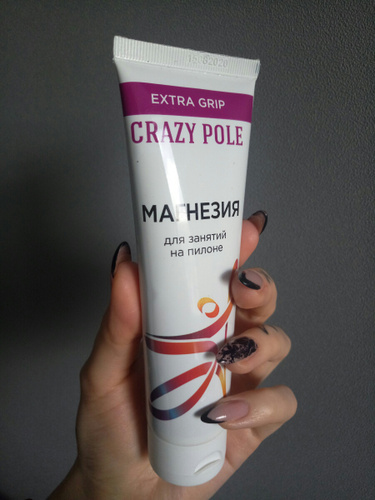 EXTRA GRIP
CRAZY POLE
МАГНЕЗИЯ
для занятий
на пилоне